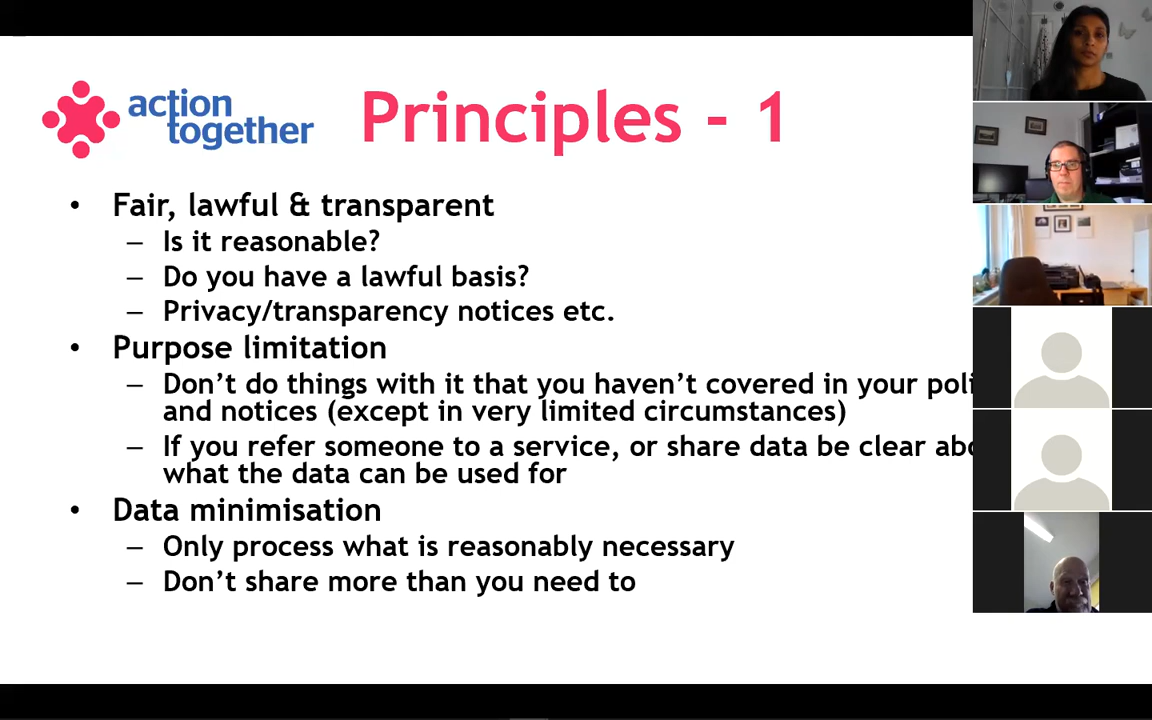 action
together
Principles - 1
• Fair, lawful & transparent
– Is it reasonable?
– Do you have a lawful basis?
– Privacy/transparency notices etc.
• Purpose limitation
– Don't do things with it that you haven't covered in your poli
and notices (except in very limited circumstances)
– If you refer someone to a service, or share data be clear abo
what the data can be used for
• Data minimisation
– Only process what is reasonably necessary
– Don't share more than you need to